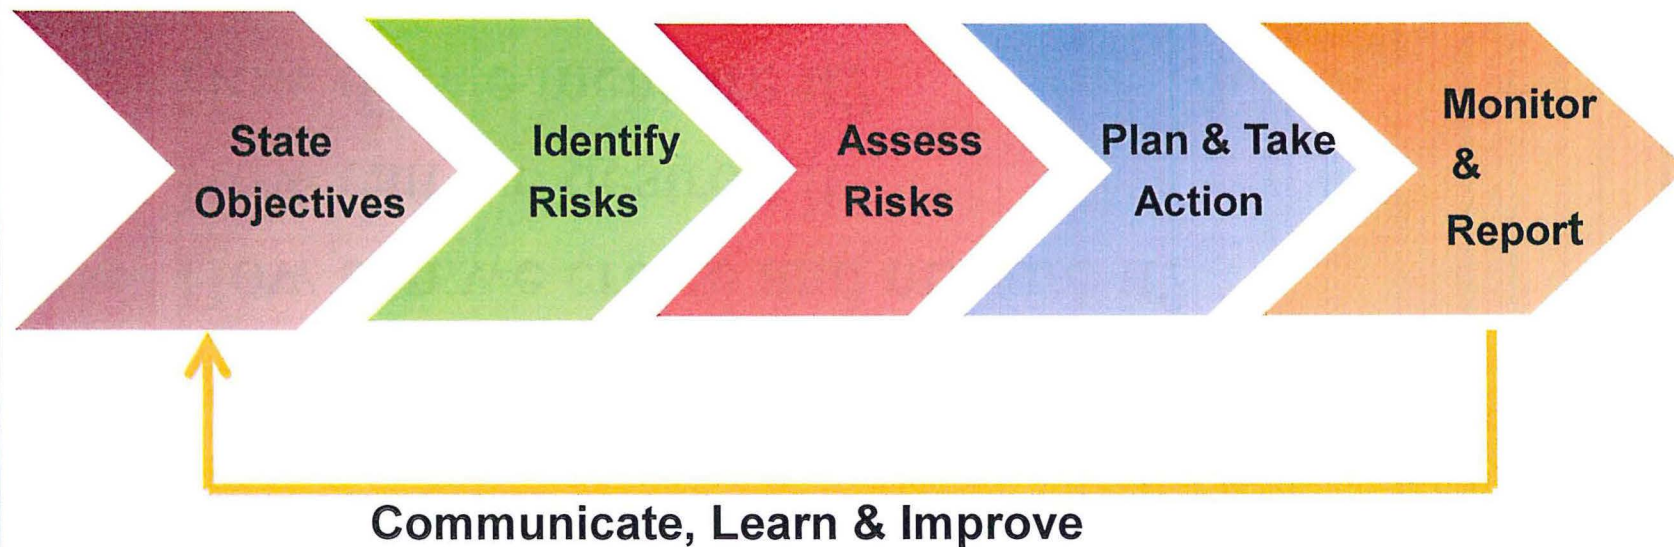 State
Objectives
Identify
Risks
Assess
Risks
Plan & Take
Action
Monitor
&
Report
Communicate, Learn & Improve